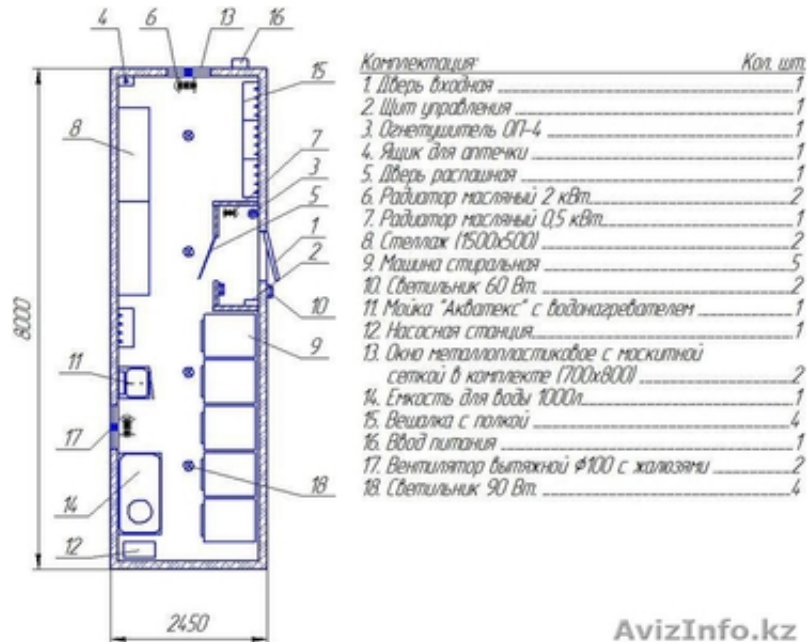 4 6 13 16
15
8
7
3
5
1
2
10
9
11
17
14
18
12
8000
2450
Комплектация: Кол. шт.
1. Дверь входная 1
2. Щит управления 1
3. Огнетушитель ОП-4 1
4. Ящик для аптечки 1
5. Дверь распашная 1
6. Радиатор масляный 2 кВт 2
7. Радиатор масляный 0,5 кВт 1
8. Стеллаж (1500х500) 2
9. Машина стиральная 5
10. Светильник 60 Вт. 2
11. Мойка "Акватекс" с водонагревателем 1
12. Насосная станция 1
13. Окно металлопластиковое с москитной
сеткой в комплекте (700х800) 2
14. Емкость для воды 1000л 1
15. Вешалка с полкой 4
16. Ввод питания 1
17. Вентилятор вытяжной ф100 с жалюзями 2
18. Светильник 90 Вт. 4
AvizInfo.kz